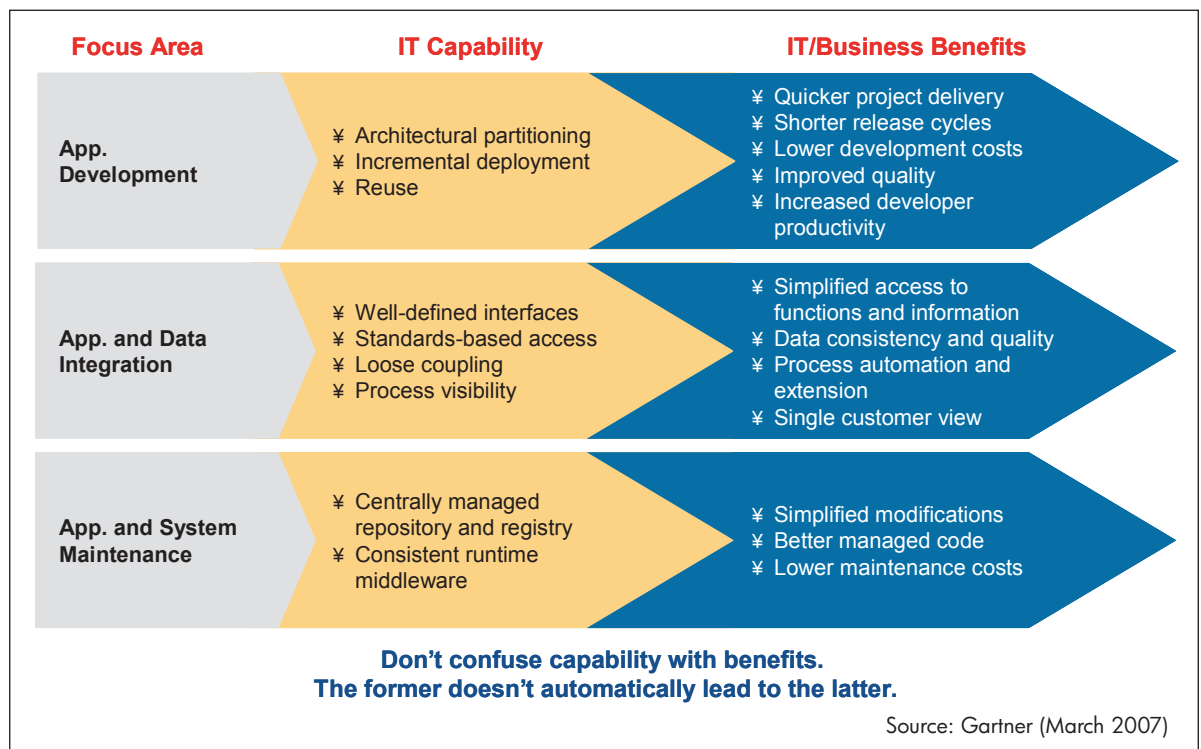 Focus Area
IT Capability
IT/Business Benefits
App.
Development
¥ Architectural partitioning
¥ Incremental deployment
¥ Reuse
¥ Quicker project delivery
¥ Shorter release cycles
¥ Lower development costs
¥ Improved quality
¥ Increased developer
productivity
App. and Data
Integration
¥ Well-defined interfaces
¥ Standards-based access
¥ Loose coupling
¥ Process visibility
¥ Simplified access to
functions and information
¥ Data consistency and quality
¥ Process automation and
extension
¥ Single customer view
App. and System
Maintenance
¥ Centrally managed
repository and registry
¥ Consistent runtime
middleware
¥ Simplified modifications
¥ Better managed code
¥ Lower maintenance costs
Don’t confuse capability with benefits.
The former doesn’t automatically lead to the latter.
Source: Gartner (March 2007)